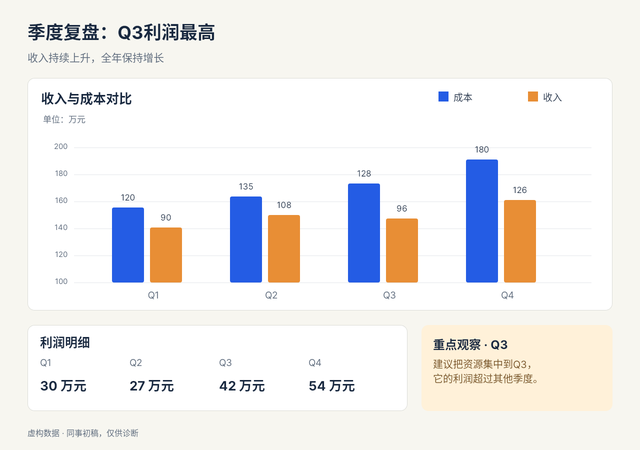 季度复盘：Q3利润最高
收入持续上升，全年保持增长
收入与成本对比
成本
收入
单位：万元
200
180
160
140
120
100
120
90
135
108
128
96
180
126
Q1
Q2
Q3
Q4
利润明细
Q1
Q2
Q3
Q4
30 万元
27 万元
42 万元
54 万元
重点观察 · Q3
建议把资源集中到Q3，
它的利润超过其他季度。
虚构数据 · 同事初稿，仅供诊断